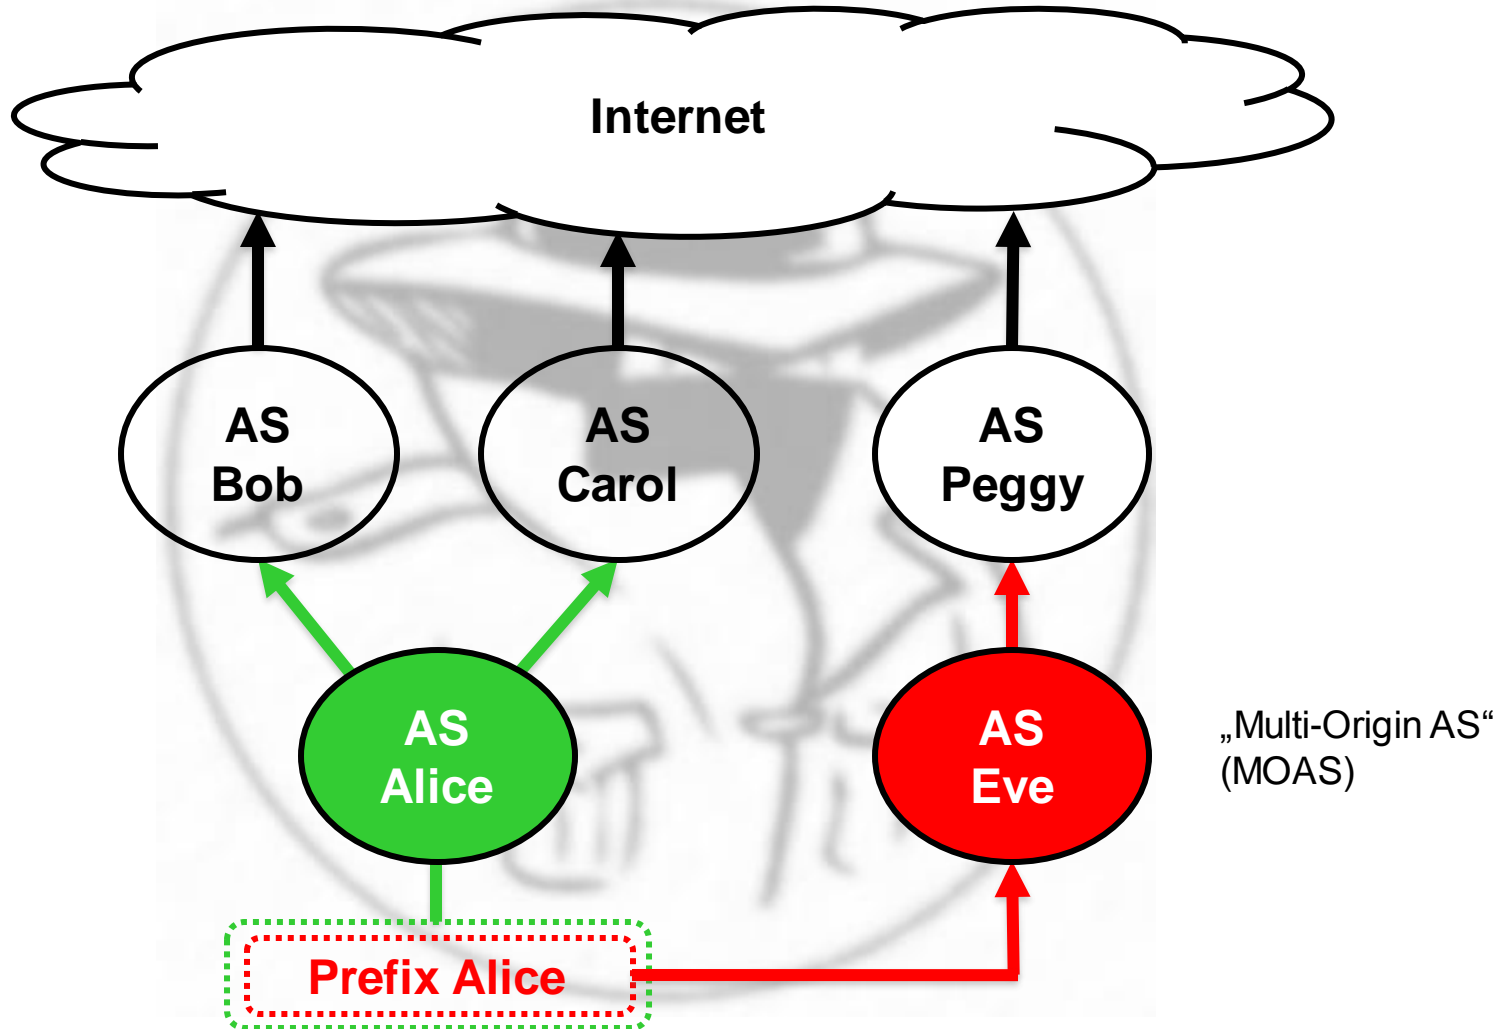 Internet
AS
Bob
AS
Carol
AS
Peggy
AS
Alice
AS
Eve
„Multi-Origin AS“
(MOAS)
Prefix Alice